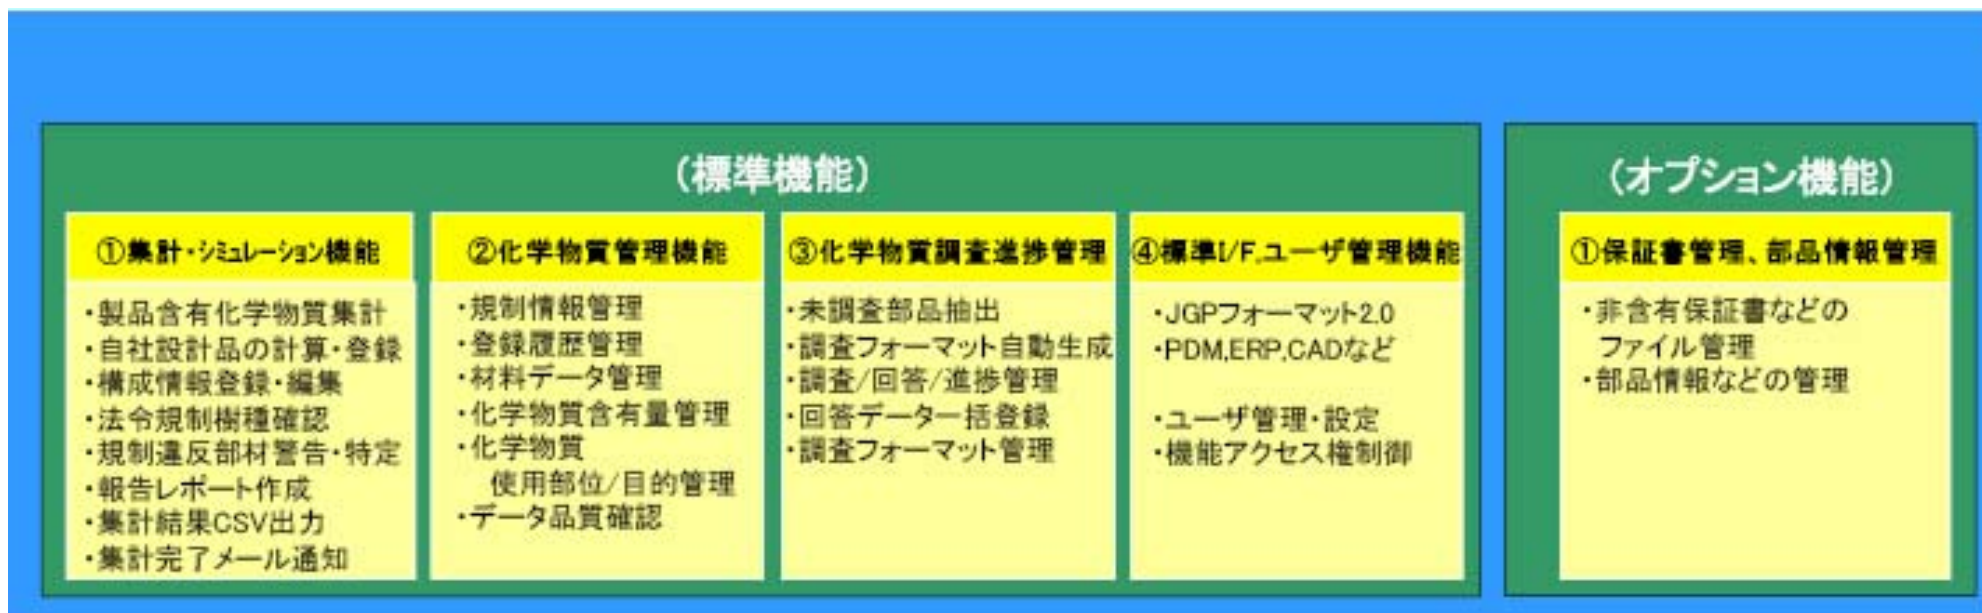 (標準機能)
①集計・シミュレーション機能
・製品含有化学物質集計
・自社設計品の計算・登録
・構成情報登録・編集
・法令規制樹種確認
・規制違反部材警告・特定
・報告レポート作成
・集計結果CSV出力
・集計完了メール通知
②化学物質管理機能
・規制情報管理
・登録履歴管理
・材料データ管理
・化学物質含有量管理
・化学物質
使用部位/目的管理
・データ品質確認
③化学物質調査進捗管理
・未調査部品抽出
・調査フォーマット自動生成
・調査/回答/進捗管理
・回答データー括登録
・調査フォーマット管理
④標準I/F,ユーザ管理機能
・JGPフォーマット2.0
・PDM,ERP,CADなど
・ユーザ管理・設定
・機能アクセス権制御
(オプション機能)
①保証書管理、部品情報管理
・非含有保証書などの
ファイル管理
・部品情報などの管理